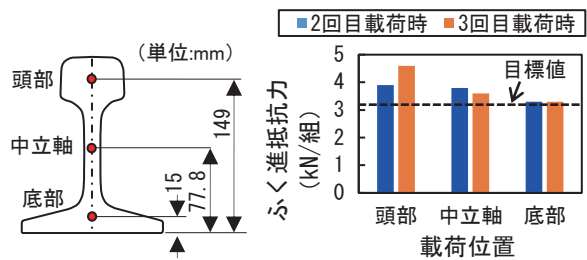 (単位:mm)
頭部
中立軸
底部
15
77.8
149
2回目載荷時
3回目載荷時
ふく進抵抗力
(kN/組)
5
4
3
2
1
0
目標値
頭部
中立軸
底部
載荷位置